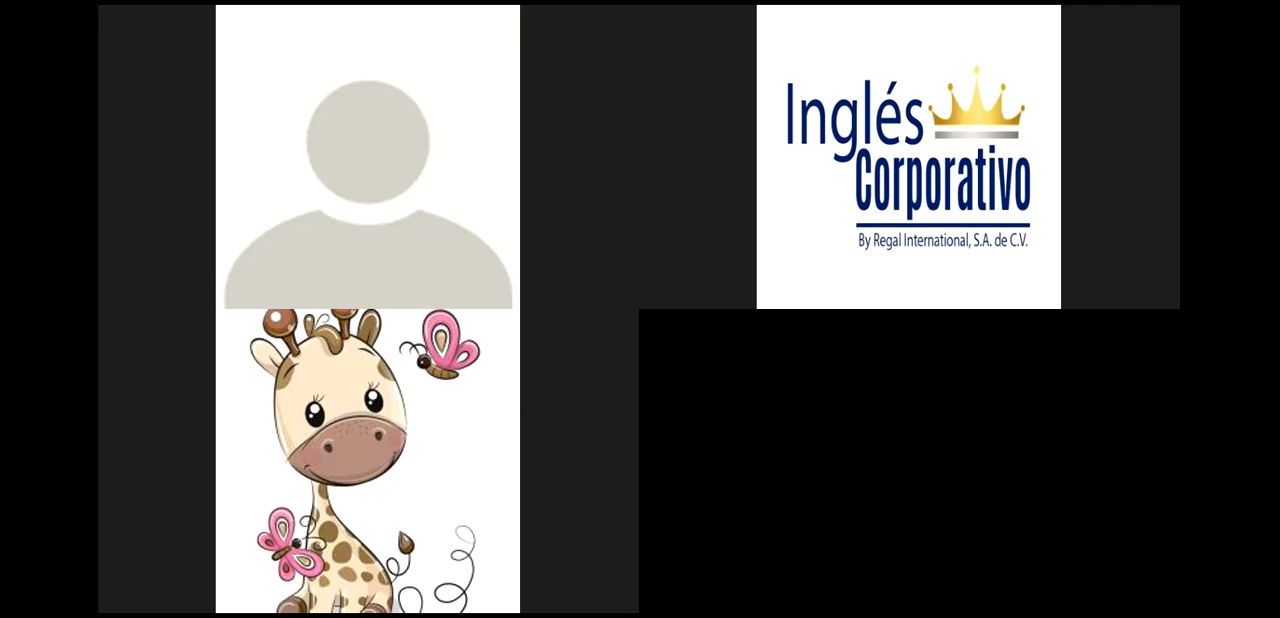 Inglés
Corporativo
By Regal International, S.A. de C.V.